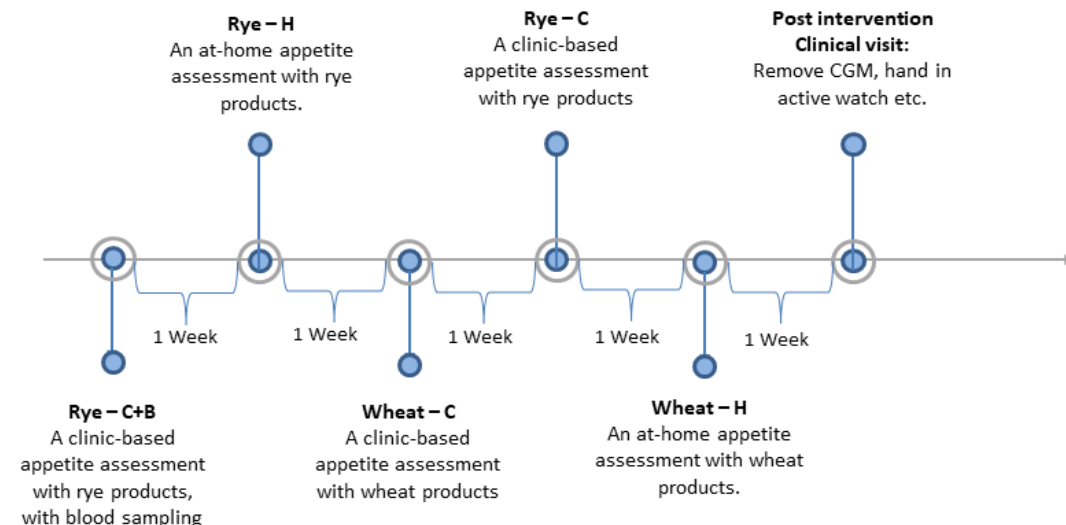 Rye – H
An at-home appetite
assessment with rye
products.
Rye – C
A clinic-based
appetite assessment
with rye products
Post intervention
Clinical visit:
Remove CGM, hand in
active watch etc.
1 Week
1 Week
1 Week
1 Week
1 Week
Rye – C+B
A clinic-based
appetite assessment
with rye products,
with blood sampling
Wheat – C
A clinic-based
appetite assessment
with wheat products
Wheat – H
An at-home appetite
assessment with wheat
products.